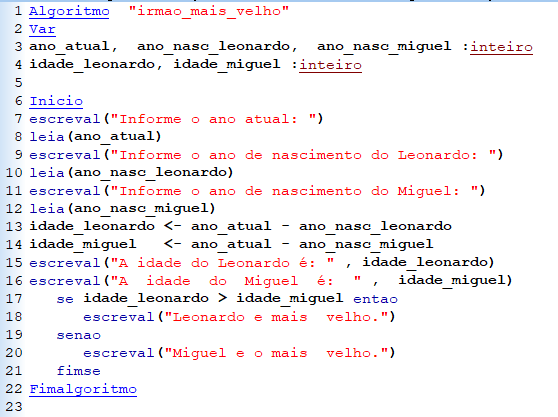 1 Algoritmo "irmao_mais_velho"
2 Var
3 ano_atual, ano_nasc_leonardo, ano_nasc_miguel :inteiro
4 idade_leonardo, idade_miguel :inteiro
5
6 Inicio
7 escreval("Informe o ano atual: ")
8 leia(ano_atual)
9 escreval("Informe o ano de nascimento do Leonardo: ")
10 leia(ano_nasc_leonardo)
11 escreval("Informe o ano de nascimento do Miguel: ")
12 leia(ano_nasc_miguel)
13 idade_leonardo <- ano_atual - ano_nasc_leonardo
14 idade_miguel   <- ano_atual - ano_nasc_miguel
15 escreval("A idade do Leonardo é: " , idade_leonardo)
16 escreval("A  idade  do  Miguel  é:  " ,  idade_miguel)
17    se idade_leonardo > idade_miguel entao
18       escreval("Leonardo e mais  velho.")
19    senao
20       escreval("Miguel e o mais  velho.")
21    fimse
22 Fimalgoritmo
23